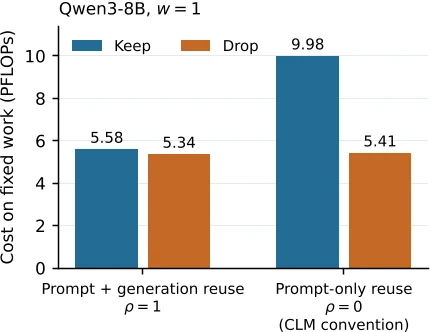 Qwen3-8B, w = 1
Keep
Drop
Cost on fixed work (PFLOPs)
10
8
6
4
2
0
5.58
5.34
9.98
5.41
Prompt + generation reuse
ρ = 1
Prompt-only reuse
ρ = 0
(CLM convention)